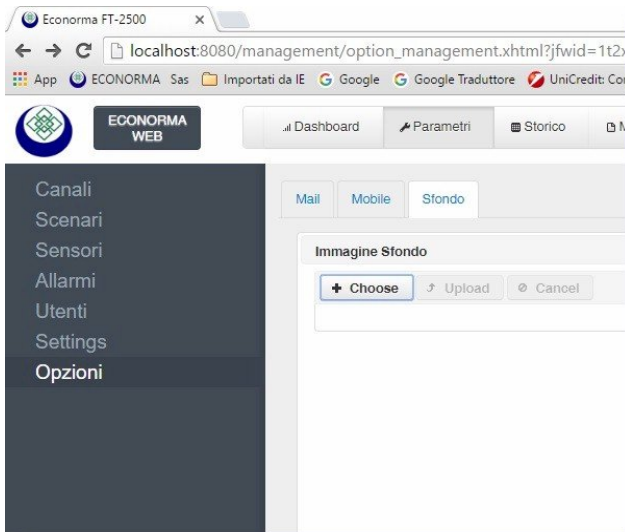 Econorma FT-2500
localhost:8080/management/option_management.xhtml?jfwid=1t2
App ECONORMA Sas Importati da IE Google Google Traduttore UniCredit:
ECONORMA WEB
Dashboard Parametri Storico
Canali
Scenari
Sensori
Allarmi
Utenti
Settings
Opzioni
Mail Mobile Sfondo
Immagine Sfondo
Choose Upload Cancel